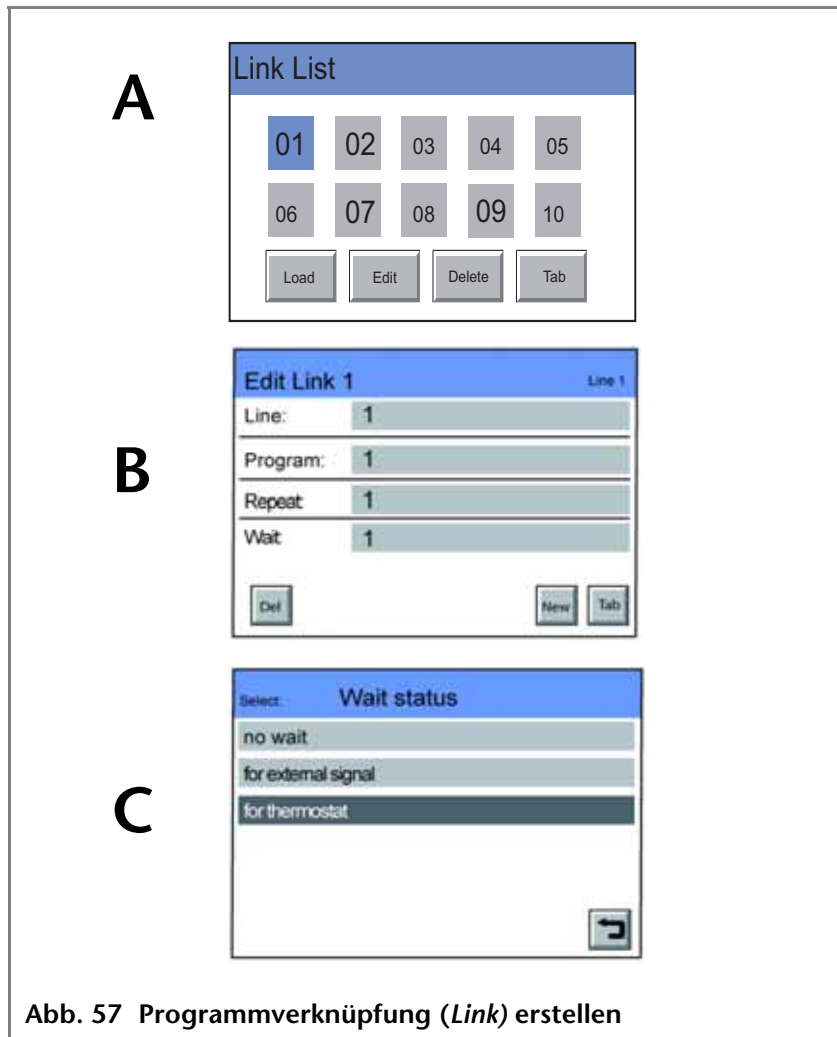 A
Link List
01 02 03 04 05
06 07 08 09 10
Load Edit Delete Tab
B
Edit Link 1 Line 1
Line: 1
Program: 1
Repeat: 1
Wait 1
Del New Tab
C
Select: Wait status
no wait
for external signal
for thermostat
Abb. 57 Programmverknüpfung (Link) erstellen